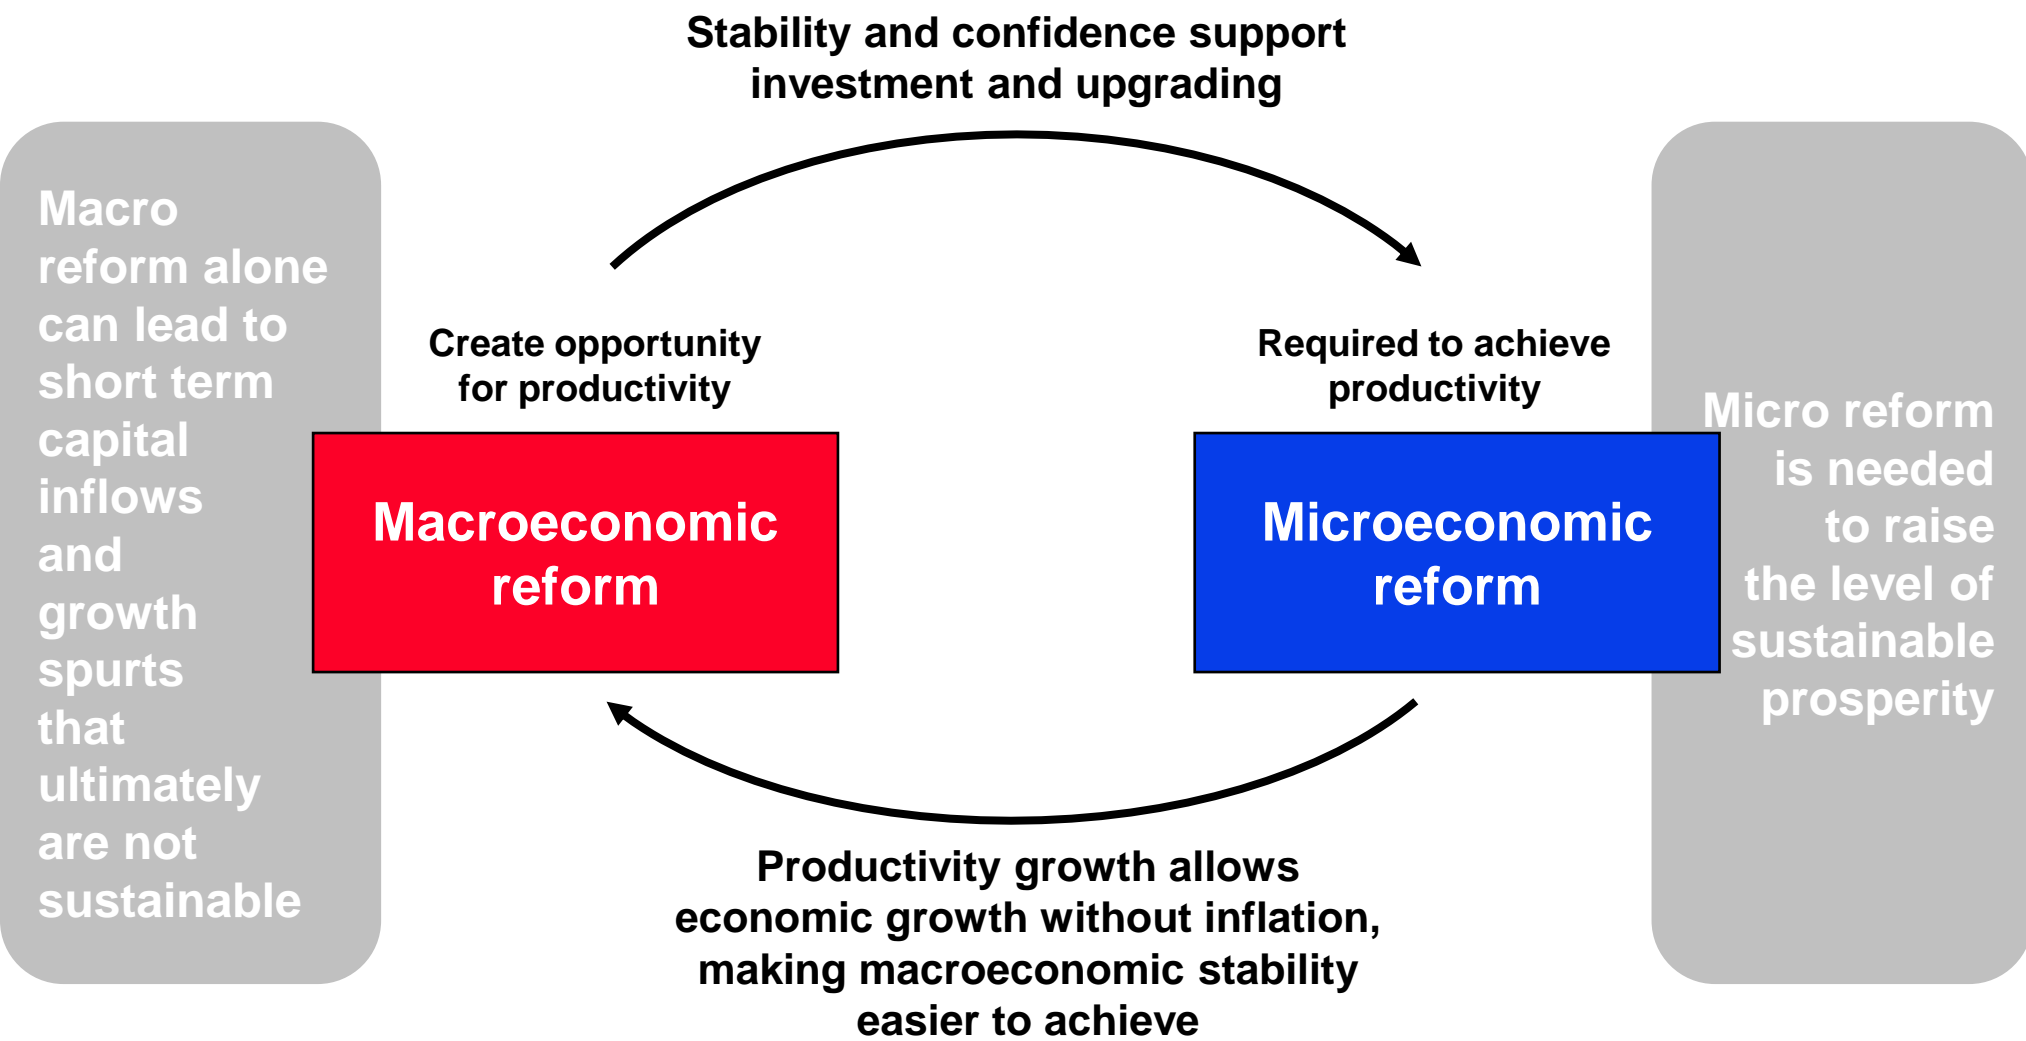 Stability and confidence support
investment and upgrading
Macro
reform alone
can lead to
short term
capital
inflows
and
growth
spurts
that
ultimately
are not
sustainable
Create opportunity
for productivity
Macroeconomic
reform
Required to achieve
productivity
Microeconomic
reform
Micro reform
is needed
to raise
the level of
sustainable
prosperity
Productivity growth allows
economic growth without inflation,
making macroeconomic stability
easier to achieve